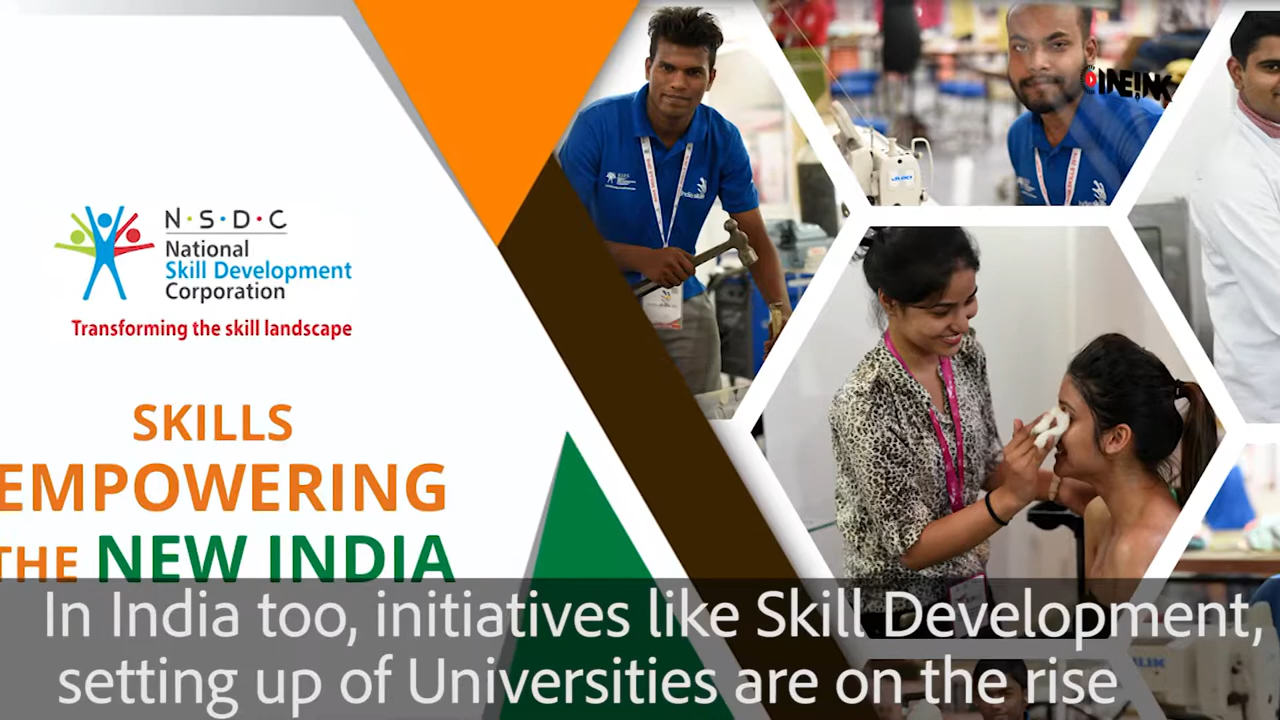 N·S·D·C
National
Skill Development
Corporation
Transforming the skill landscape
SKILLS
EMPOWERING
THE NEW INDIA
In India too, initiatives like Skill Development,
setting up of Universities are on the rise
JUKI